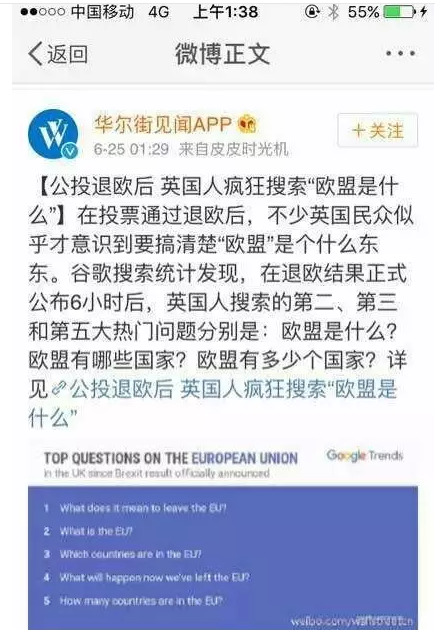 中国移动 4G 上午1:38 55%
返回 微博正文 ···
华尔街见闻APP
6-25 01:29 来自皮皮时光机
+关注
【公投退欧后 英国人疯狂搜索“欧盟是什
么”】在投票通过退欧后，不少英国民众似
乎才意识到要搞清楚“欧盟”是个什么东
东。谷歌搜索统计发现，在退欧结果正式
公布6小时后，英国人搜索的第二、第三
和第五大热门问题分别是：欧盟是什么？
欧盟有哪些国家？欧盟有多少个国家？详
见公投退欧后 英国人疯狂搜索“欧盟是
什么”
TOP QUESTIONS ON THE EUROPEAN UNION
in the UK since Brexit result officially announced
Google Trends
1 What does it mean to leave the EU?
2 What is the EU?
3 Which countries are in the EU?
4 What will happen now we've left the EU?
5 How many countries are in the EU?